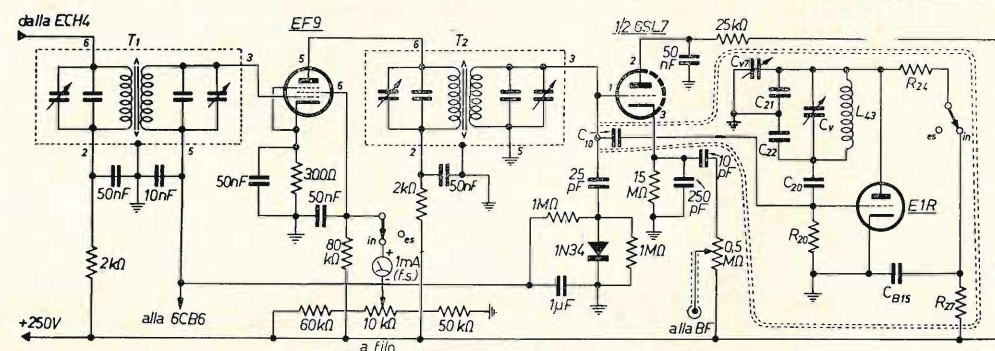 dalla ECH4
6
T1
3
2
5
50nF
10nF
2kΩ
+250V
alla 6CB6
EF9
5
6
50nF
300Ω
50nF
80 kΩ
in
es
+
-
1mA (f.s.)
60kΩ
10 kΩ
50 kΩ
a filo
6
T2
3
2
5
2kΩ
50nF
1/2 6SL7
2
1
3
50 nF
25kΩ
C10
25 pF
1MΩ
1N34
1MΩ
1µF
15 MΩ
250 pF
10 pF
0,5 MΩ
alla BF
Cv7
C21
C22
Cv
L43
R24
es
in
C20
R20
E1R
CB15
R27